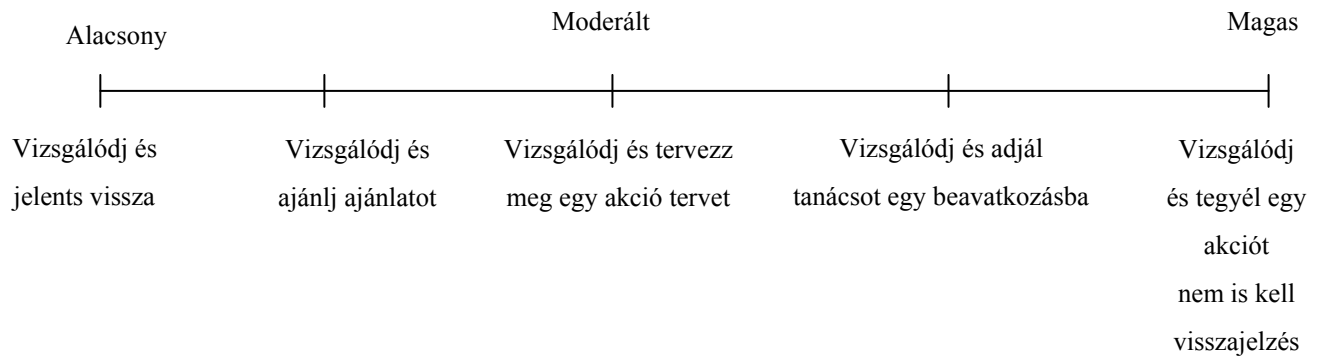 Alacsony
Moderált
Magas
Vizsgálódj és
jelents vissza
Vizsgálódj és
ajánlj ajánlatot
Vizsgálódj és tervezz
meg egy akció tervet
Vizsgálódj és adjál
tanácsot egy beavatkozásba
Vizsgálódj
és tegyél egy
akciót
nem is kell
visszajelzés